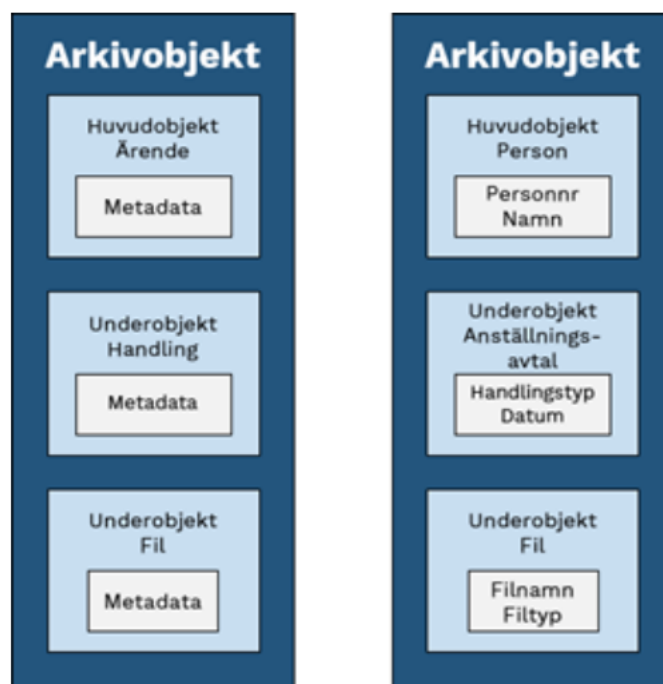 Arkivobjekt
Huvudobjekt
Ärende
Metadata
Underobjekt
Handling
Metadata
Underobjekt
Fil
Metadata
Arkivobjekt
Huvudobjekt
Person
Personnr
Namn
Underobjekt
Anställnings-
avtal
Handlingstyp
Datum
Underobjekt
Fil
Filnamn
Filtyp